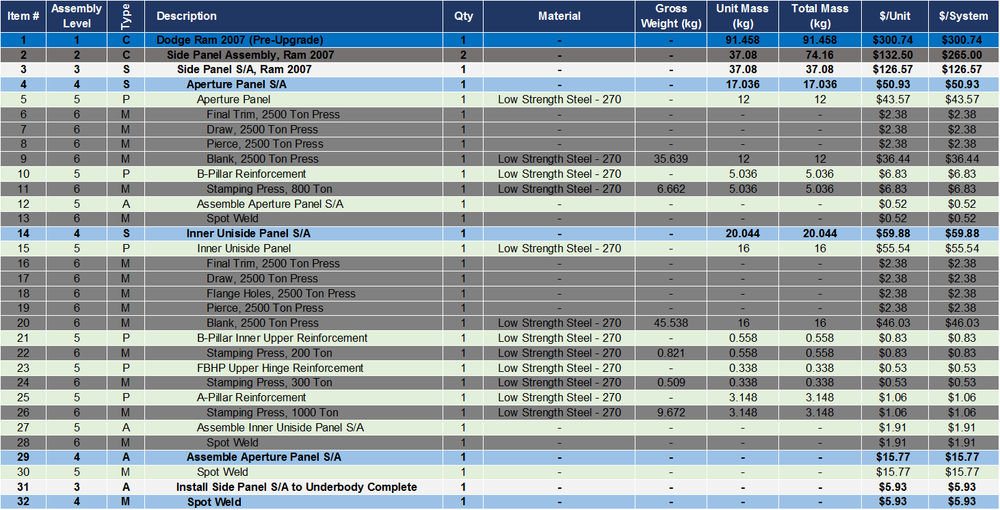 Item # Assembly Level Type Description Qty Material Gross Weight (kg) Unit Mass (kg) Total Mass (kg) $/Unit $/System
1 1 C Dodge Ram 2007 (Pre-Upgrade) 1 - - 91.458 91.458 $300.74 $300.74
2 2 C Side Panel Assembly, Ram 2007 2 - - 37.08 74.16 $132.50 $265.00
3 3 S Side Panel S/A, Ram 2007 1 - - 37.08 37.08 $126.57 $126.57
4 4 S Aperture Panel S/A 1 - - 17.036 17.036 $50.93 $50.93
5 5 P Aperture Panel 1 Low Strength Steel - 270 - 12 12 $43.57 $43.57
6 6 M Final Trim, 2500 Ton Press 1 - - - - $2.38 $2.38
7 6 M Draw, 2500 Ton Press 1 - - - - $2.38 $2.38
8 6 M Pierce, 2500 Ton Press 1 - - - - $2.38 $2.38
9 6 M Blank, 2500 Ton Press 1 Low Strength Steel - 270 35.639 12 12 $36.44 $36.44
10 5 P B-Pillar Reinforcement 1 Low Strength Steel - 270 - 5.036 5.036 $6.83 $6.83
11 6 M Stamping Press, 800 Ton 1 Low Strength Steel - 270 6.662 5.036 5.036 $6.83 $6.83
12 5 A Assemble Aperture Panel S/A 1 - - - - $0.52 $0.52
13 6 M Spot Weld 1 - - - - $0.52 $0.52
14 4 S Inner Uniside Panel S/A 1 - - 20.044 20.044 $59.88 $59.88
15 5 P Inner Uniside Panel 1 Low Strength Steel - 270 - 16 16 $55.54 $55.54
16 6 M Final Trim, 2500 Ton Press 1 - - - - $2.38 $2.38
17 6 M Draw, 2500 Ton Press 1 - - - - $2.38 $2.38
18 6 M Flange Holes, 2500 Ton Press 1 - - - - $2.38 $2.38
19 6 M Pierce, 2500 Ton Press 1 - - - - $2.38 $2.38
20 6 M Blank, 2500 Ton Press 1 Low Strength Steel - 270 45.538 16 16 $46.03 $46.03
21 5 P B-Pillar Inner Upper Reinforcement 1 Low Strength Steel - 270 - 0.558 0.558 $0.83 $0.83
22 6 M Stamping Press, 200 Ton 1 Low Strength Steel - 270 0.821 0.558 0.558 $0.83 $0.83
23 5 P FBHP Upper Hinge Reinforcement 1 Low Strength Steel - 270 - 0.338 0.338 $0.53 $0.53
24 6 M Stamping Press, 300 Ton 1 Low Strength Steel - 270 0.509 0.338 0.338 $0.53 $0.53
25 5 P A-Pillar Reinforcement 1 Low Strength Steel - 270 - 3.148 3.148 $1.06 $1.06
26 6 M Stamping Press, 1000 Ton 1 Low Strength Steel - 270 9.672 3.148 3.148 $1.06 $1.06
27 5 A Assemble Inner Uniside Panel S/A 1 - - - - $1.91 $1.91
28 6 M Spot Weld 1 - - - - $1.91 $1.91
29 4 A Assemble Aperture Panel S/A 1 - - - - $15.77 $15.77
30 5 M Spot Weld 1 - - - - $15.77 $15.77
31 3 A Install Side Panel S/A to Underbody Complete 1 - - - - $5.93 $5.93
32 4 M Spot Weld 1 - - - - $5.93 $5.93